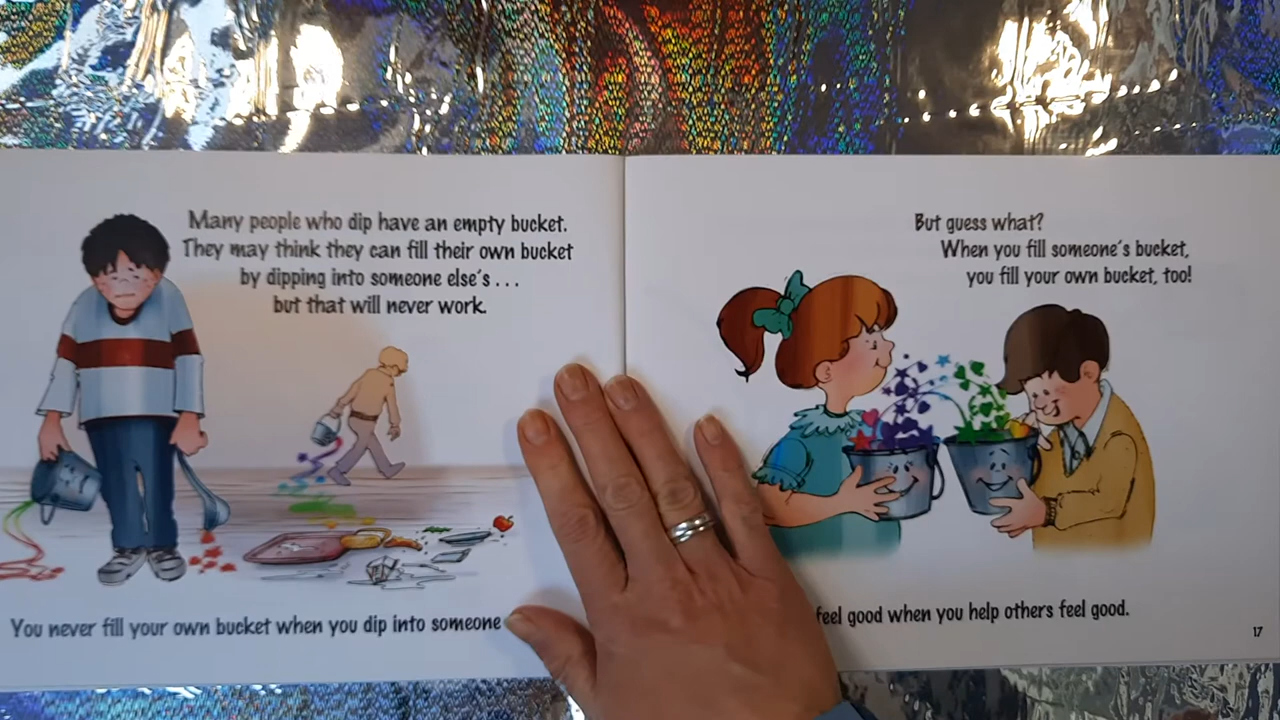 Many people who dip have an empty bucket.
They may think they can fill their own bucket
by dipping into someone else's . . .
but that will never work.
You never fill your own bucket when you dip into someone
But guess what?
When you fill someone's bucket,
you fill your own bucket, too!
feel good when you help others feel good.
17